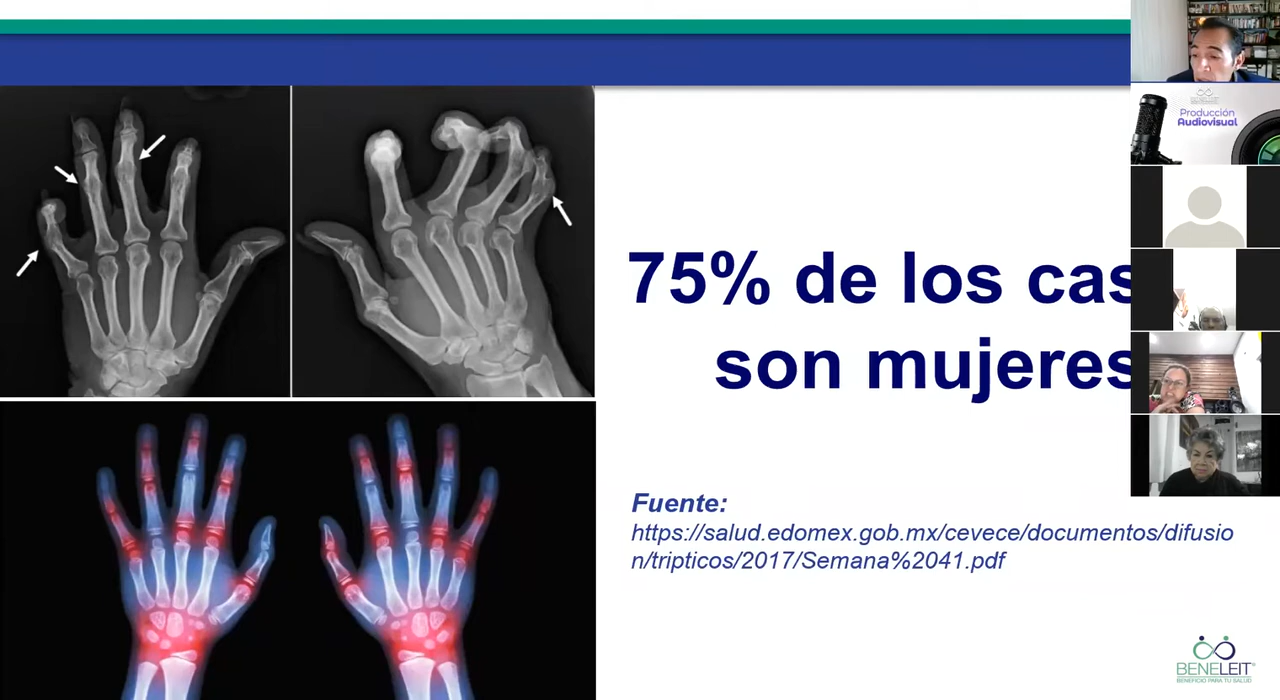 75% de los cas
son mujeres
Fuente:
https://salud.edomex.gob.mx/cevece/documentos/difusio
n/tripticos/2017/Semana%2041.pdf
Producción
Audiovisual
BENELEIT
BENEFICIO PARA TU SALUD